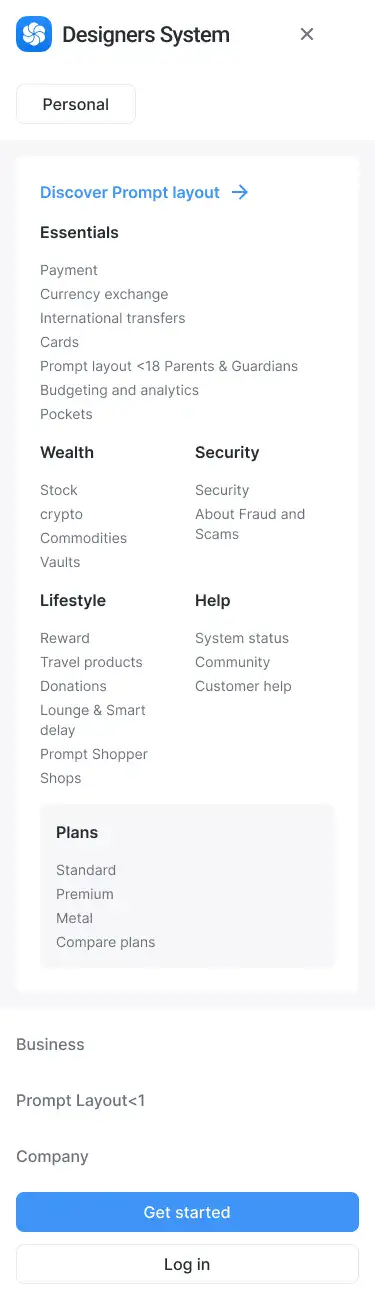 Designers System
Personal
Discover Prompt layout
Essentials
Payment
Currency exchange
International transfers
Cards
Prompt layout <18 Parents & Guardians
Budgeting and analytics
Pockets
Wealth
Stock
crypto
Commodities
Vaults
Security
Security
About Fraud and
Scams
Lifestyle
Reward
Travel products
Donations
Lounge & Smart
delay
Prompt Shopper
Shops
Help
System status
Community
Customer help
Plans
Standard
Premium
Metal
Compare plans
Business
Prompt Layout<1
Company
Get started
Log in